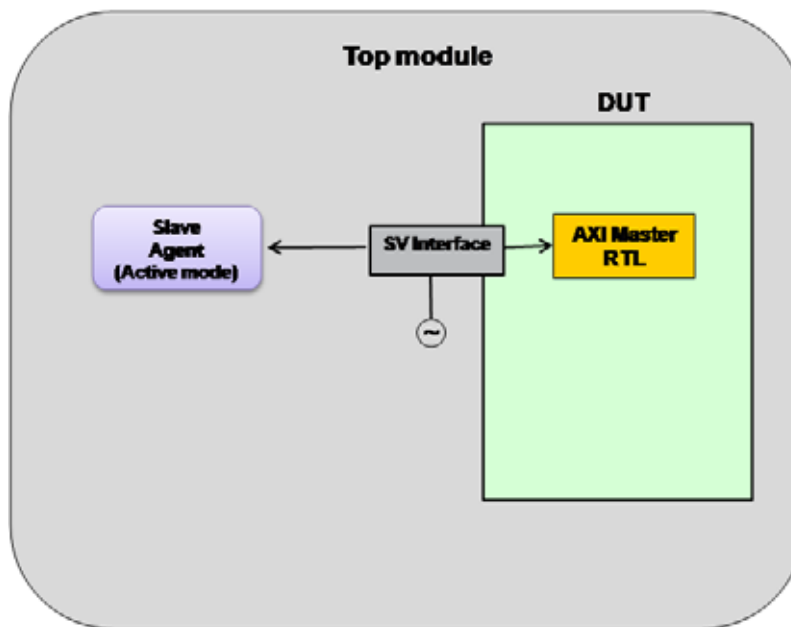 Top module
DUT
Slave
Agent
(Active mode)
SV Interface
AXI Master
RTL
~